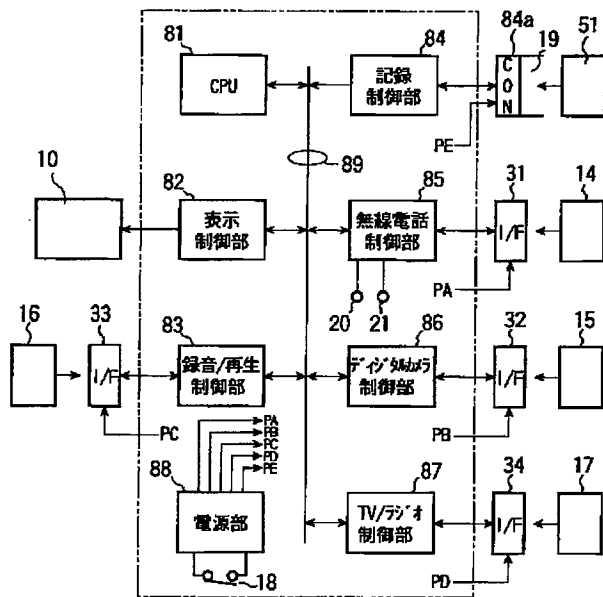 81
CPU
84
記録
制御部
84a
CON
19
51
PE
89
10
82
表示
制御部
85
無線電話
制御部
31
I/F
14
PA
20
21
16
33
I/F
PC
83
録音/再生
制御部
86
ディジタルカメラ
制御部
32
I/F
15
PB
PA
PB
PC
PD
PE
88
電源部
18
87
TV/ラジオ
制御部
34
I/F
17
PD